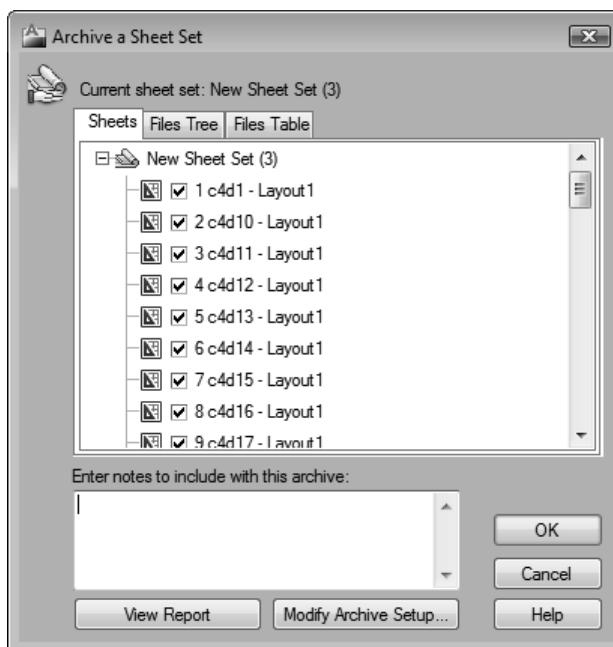 Archive a Sheet Set
Current sheet set: New Sheet Set (3)
Sheets Files Tree Files Table
New Sheet Set (3)
1 c4d1 - Layout1
2 c4d10 - Layout1
3 c4d11 - Layout1
4 c4d12 - Layout1
5 c4d13 - Layout1
6 c4d14 - Layout1
7 c4d15 - Layout1
8 c4d16 - Layout1
9 c4d17 - Layout1
Enter notes to include with this archive:
OK
Cancel
View Report Modify Archive Setup... Help